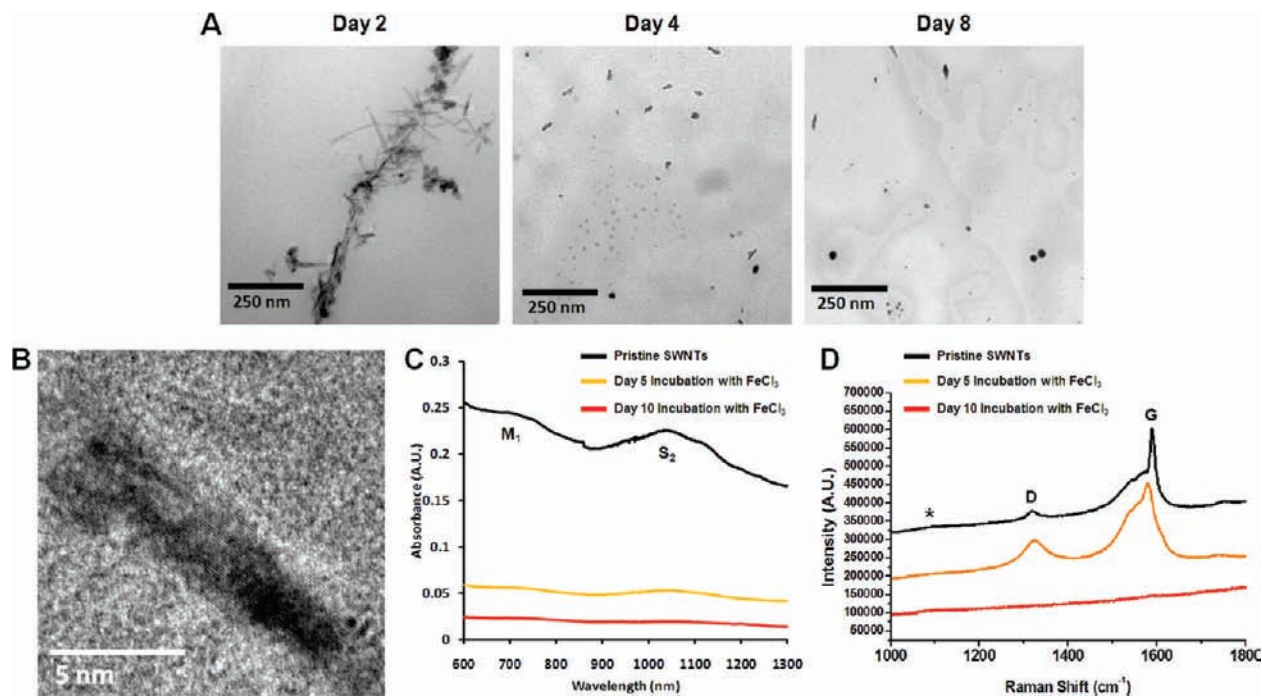 A
Day 2
Day 4
Day 8
250 nm
250 nm
250 nm
B
5 nm
C
Pristine SWNTs
Day 5 Incubation with FeCl₃
Day 10 Incubation with FeCl₃
0.3
0.25
0.2
0.15
0.1
0.05
0
Absorbance (A.U.)
M₁
S₂
600 700 800 900 1000 1100 1200 1300
Wavelength (nm)
D
Pristine SWNTs
Day 5 Incubation with FeCl₃
Day 10 Incubation with FeCl₃
700000
650000
600000
550000
500000
450000
400000
350000
300000
250000
200000
150000
100000
50000
Intensity (A.U.)
*
D
G
1000 1200 1400 1600 1800
Raman Shift (cm⁻¹)